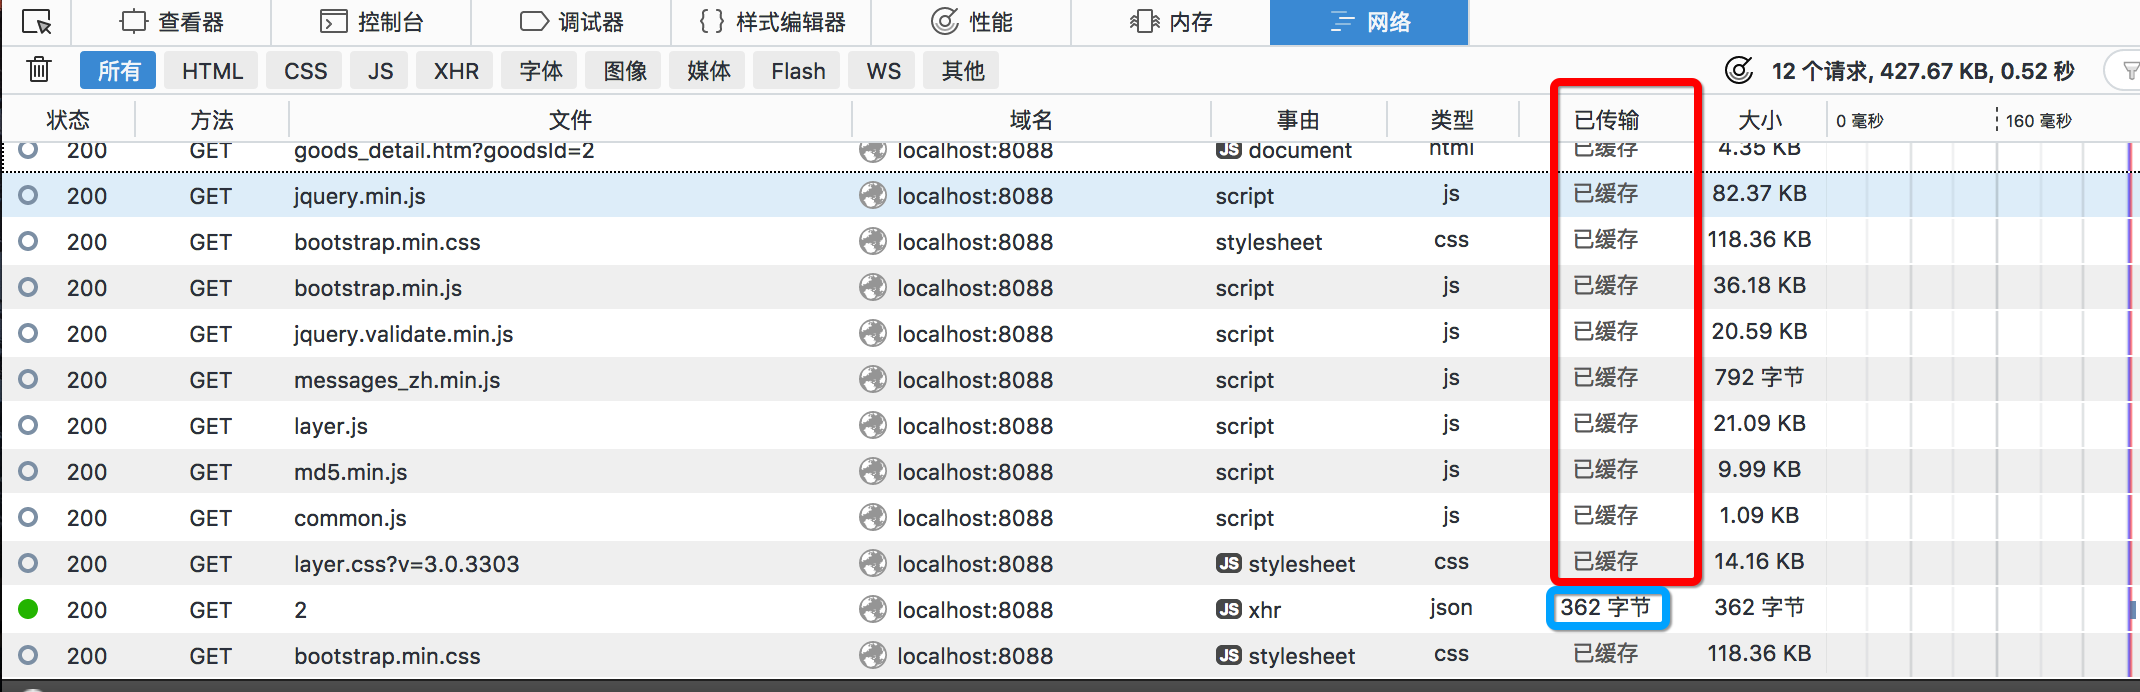 查看器 控制台 调试器 { } 样式编辑器 性能 内存 网络
所有 HTML CSS JS XHR 字体 图像 媒体 Flash WS 其他 12 个请求, 427.67 KB, 0.52 秒
状态 方法 文件 域名 事由 类型 已传输 大小 0 毫秒 160 毫秒
200 GET goods_detail.htm?goodsId=2 localhost:8088 JS document html 已缓存 4.35 KB
200 GET jquery.min.js localhost:8088 script js 已缓存 82.37 KB
200 GET bootstrap.min.css localhost:8088 stylesheet css 已缓存 118.36 KB
200 GET bootstrap.min.js localhost:8088 script js 已缓存 36.18 KB
200 GET jquery.validate.min.js localhost:8088 script js 已缓存 20.59 KB
200 GET messages_zh.min.js localhost:8088 script js 已缓存 792 字节
200 GET layer.js localhost:8088 script js 已缓存 21.09 KB
200 GET md5.min.js localhost:8088 script js 已缓存 9.99 KB
200 GET common.js localhost:8088 script js 已缓存 1.09 KB
200 GET layer.css?v=3.0.3303 localhost:8088 JS stylesheet css 已缓存 14.16 KB
200 GET 2 localhost:8088 JS xhr json 362 字节 362 字节
200 GET bootstrap.min.css localhost:8088 JS stylesheet css 已缓存 118.36 KB